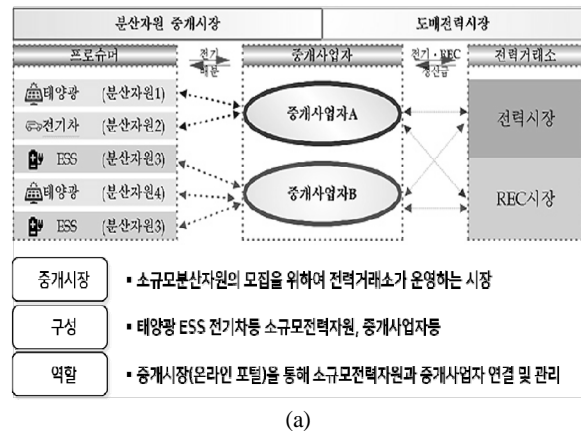 분산자원 중개시장 도매전력시장
프로슈머 전기 중개사업자 전기·REC 전력거래소
배분 정산금
태양광 (분산자원1)
전기차 (분산자원2)
ESS (분산자원3)
태양광 (분산자원4)
ESS (분산자원3)
중개사업자A
중개사업자B
전력시장
REC시장
중개시장 ▪ 소규모분산자원의 모집을 위하여 전력거래소가 운영하는 시장
구성 ▪ 태양광 ESS 전기차등 소규모전력자원, 중개사업자등
역할 ▪ 중개시장(온라인 포털)을 통해 소규모전력자원과 중개사업자 연결 및 관리
(a)